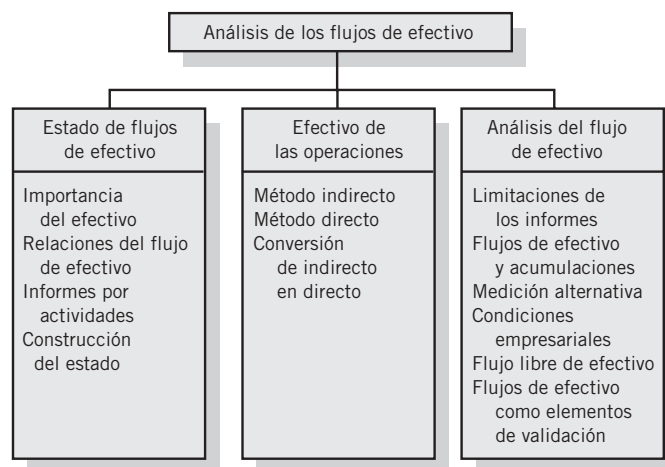 Análisis de los flujos de efectivo
Estado de flujos
de efectivo
Importancia
del efectivo
Relaciones del flujo
de efectivo
Informes por
actividades
Construcción
del estado
Efectivo de
las operaciones
Método indirecto
Método directo
Conversión
de indirecto
en directo
Análisis del flujo
de efectivo
Limitaciones de
los informes
Flujos de efectivo
y acumulaciones
Medición alternativa
Condiciones
empresariales
Flujo libre de efectivo
Flujos de efectivo
como elementos
de validación